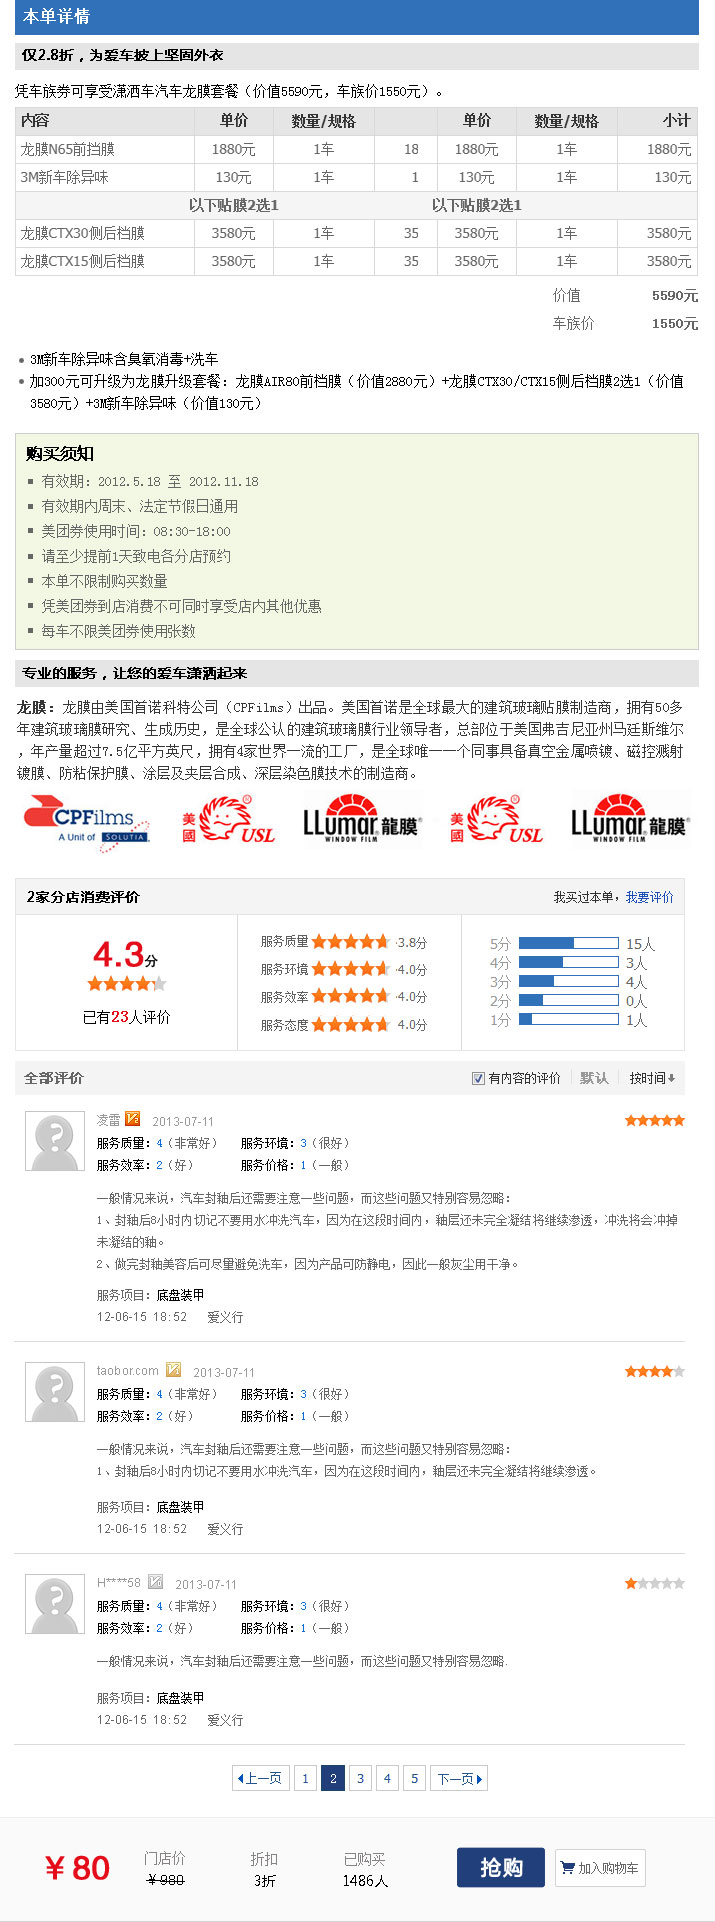 本单详情
仅2.8折，为爱车披上坚固外衣
凭车族券可享受潇洒车汽车龙膜套餐（价值5590元，车族价1550元）。
内容 单价 数量/规格 单价 数量/规格 小计
龙膜N65前挡膜 1880元 1车 18 1880元 1车 1880元
3M新车除异味 130元 1车 1 130元 1车 130元
以下贴膜2选1 以下贴膜2选1
龙膜CTX30侧后档膜 3580元 1车 35 3580元 1车 3580元
龙膜CTX15侧后档膜 3580元 1车 35 3580元 1车 3580元
价值 5590元
车族价 1550元
3M新车除异味含臭氧消毒+洗车
加300元可升级为龙膜升级套餐：龙膜AIR80前档膜（价值2880元）+龙膜CTX30/CTX15侧后档膜2选1（价值
3580元）+3M新车除异味（价值130元）
购买须知
有效期：2012.5.18 至 2012.11.18
有效期内周末、法定节假日通用
美团券使用时间：08:30-18:00
请至少提前1天致电各分店预约
本单不限制购买数量
凭美团券到店消费不可同时享受店内其他优惠
每车不限美团券使用张数
专业的服务，让您的爱车潇洒起来
龙膜：龙膜由美国首诺科特公司（CPFilms）出品。美国首诺是全球最大的建筑玻璃贴膜制造商，拥有50多
年建筑玻璃膜研究、生成历史，是全球公认的建筑玻璃膜行业领导者，总部位于美国弗吉尼亚州马廷斯维尔
，年产量超过7.5亿平方英尺，拥有4家世界一流的工厂，是全球唯一一个同事具备真空金属喷镀、磁控溅射
镀膜、防粘保护膜、涂层及夹层合成、深层染色膜技术的制造商。
CPFilms A Unit of SOLUTIA 美國 USL LLumar 龍膜 WINDOW FILM 美國 USL LLumar 龍膜 WINDOW FILM
2家分店消费评价 我买过本单，我要评价
4.3分
已有23人评价
服务质量 3.8分
服务环境 4.0分
服务效率 4.0分
服务态度 4.0分
5分 15人
4分 3人
3分 4人
2分 0人
1分 1人
全部评价 有内容的评价 默认 按时间
凌雷 V3 2013-07-11
服务质量：4（非常好） 服务环境：3（很好）
服务效率：2（好） 服务价格：1（一般）
一般情况来说，汽车封釉后还需要注意一些问题，而这些问题又特别容易忽略：
1、封釉后8小时内切记不要用水冲洗汽车，因为在这段时间内，釉层还未完全凝结将继续渗透，冲洗将会冲掉
未凝结的釉。
2、做完封釉美容后可尽量避免洗车，因为产品可防静电，因此一般灰尘用干净。
服务项目：底盘装甲
12-06-15 18:52 爱义行
taobor.com 2013-07-11
服务质量：4（非常好） 服务环境：3（很好）
服务效率：2（好） 服务价格：1（一般）
一般情况来说，汽车封釉后还需要注意一些问题，而这些问题又特别容易忽略：
1、封釉后8小时内切记不要用水冲洗汽车，因为在这段时间内，釉层还未完全凝结将继续渗透。
服务项目：底盘装甲
12-06-15 18:52 爱义行
H****58 2013-07-11
服务质量：4（非常好） 服务环境：3（很好）
服务效率：2（好） 服务价格：1（一般）
一般情况来说，汽车封釉后还需要注意一些问题，而这些问题又特别容易忽略.
服务项目：底盘装甲
12-06-15 18:52 爱义行
上一页 1 2 3 4 5 下一页
￥80 门店价 ￥980 折扣 3折 已购买 1486人 抢购 加入购物车